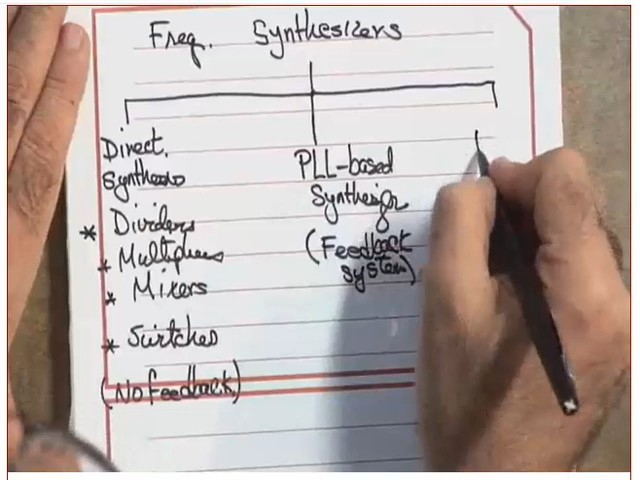 Freq. Synthesizers
Direct
Synthesis
* Dividers
* Multipliers
* Mixers
* Switches
(No feedback)
PLL-based
Synthesizer
(Feedback
system)